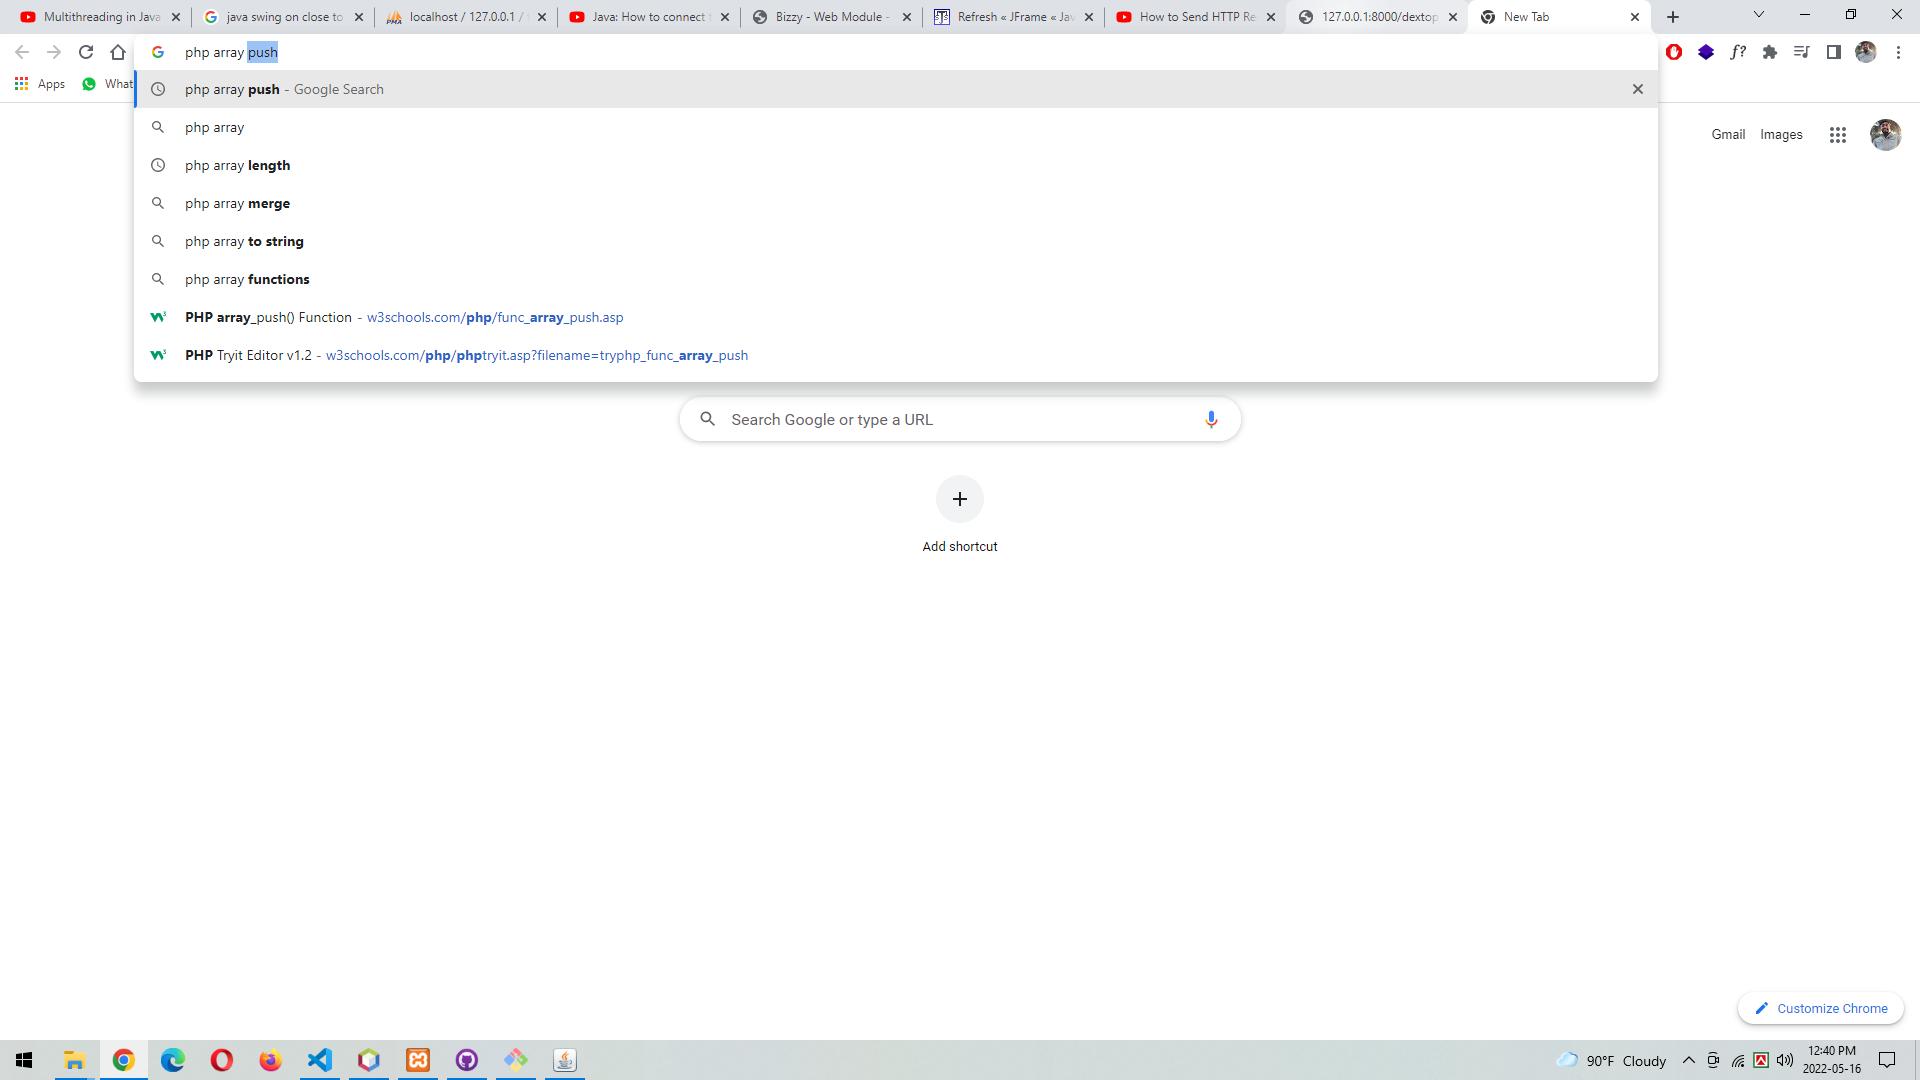 Multithreading in Java
java swing on close to
localhost / 127.0.0.1 /
Java: How to connect
Bizzy - Web Module -
Refresh « JFrame « Jav
How to Send HTTP Re
127.0.0.1:8000/dextop
New Tab
php array push
Apps
What
php array push - Google Search
php array
php array length
php array merge
php array to string
php array functions
PHP array_push() Function - w3schools.com/php/func_array_push.asp
PHP Tryit Editor v1.2 - w3schools.com/php/phptryit.asp?filename=tryphp_func_array_push
Gmail Images
Search Google or type a URL
Add shortcut
Customize Chrome
90°F Cloudy
12:40 PM
2022-05-16